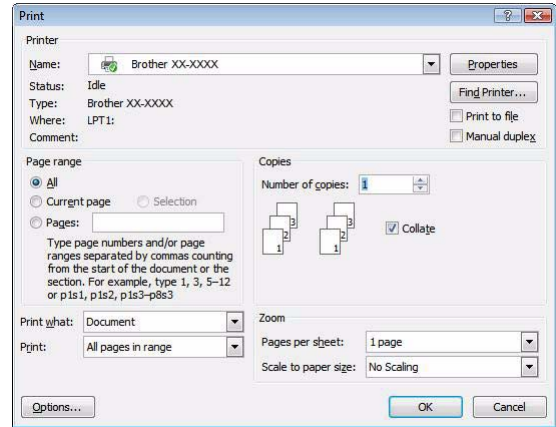 Print
Printer
Name: Brother XX-XXXX
Properties
Status: Idle
Find Printer...
Type: Brother XX-XXXX
Where: LPT1:
Print to file
Comment:
Manual duplex
Page range
All
Current page Selection
Pages:
Type page numbers and/or page
ranges separated by commas counting
from the start of the document or the
section. For example, type 1, 3, 5–12
or p1s1, p1s2, p1s3–p8s3
Copies
Number of copies: 1
3 3
2 2
1 1
Collate
Print what: Document
Print: All pages in range
Zoom
Pages per sheet: 1 page
Scale to paper size: No Scaling
Options...
OK
Cancel